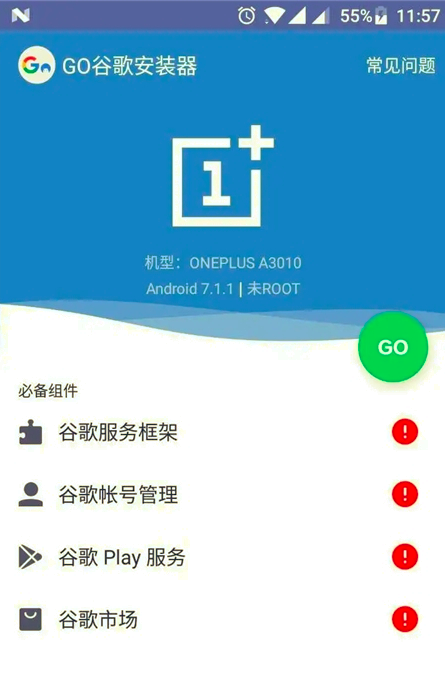 55% 11:57
GO谷歌安装器 常见问题
1+
机型：ONEPLUS A3010
Android 7.1.1 | 未ROOT
GO
必备组件
谷歌服务框架
谷歌帐号管理
谷歌 Play 服务
谷歌市场